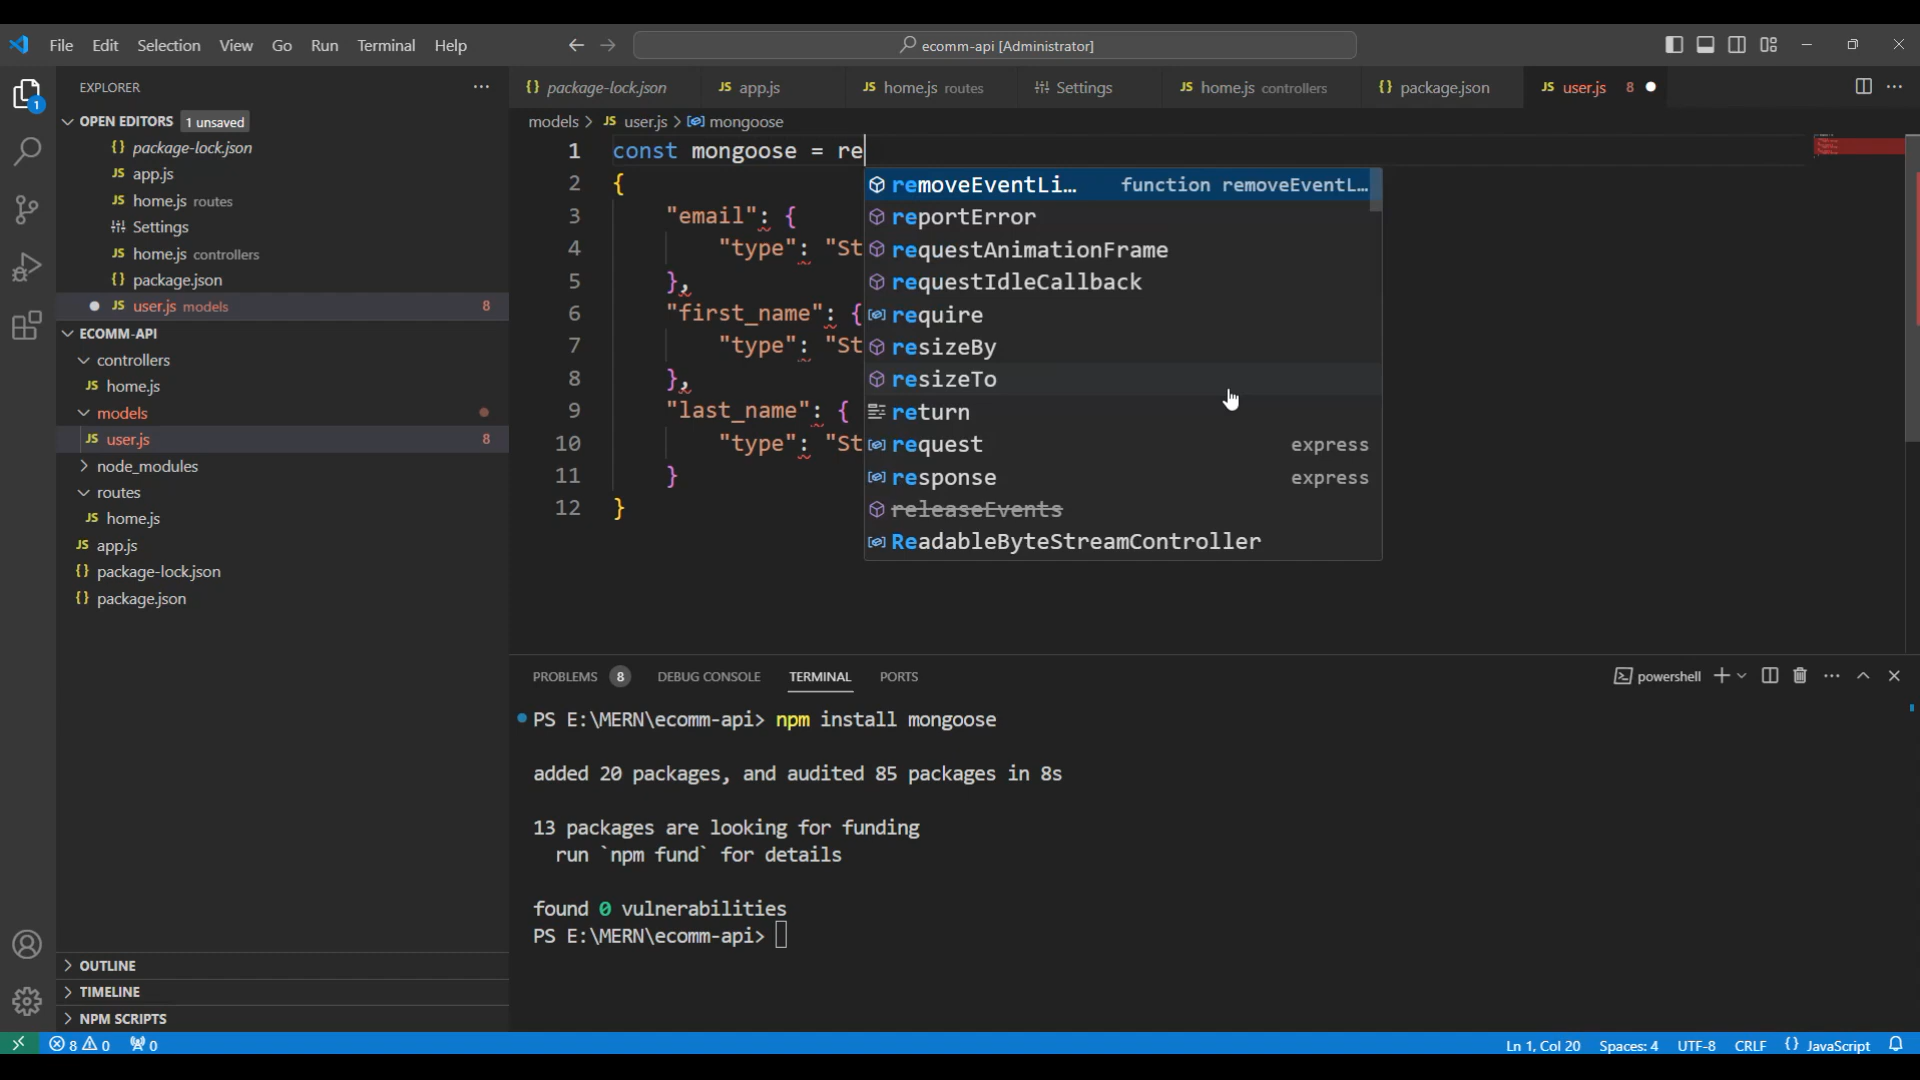 File Edit Selection View Go Run Terminal Help
ecomm-api [Administrator]
EXPLORER
OPEN EDITORS 1 unsaved
package-lock.json
app.js
home.js routes
Settings
home.js controllers
package.json
user.js models 8
ECOMM-API
controllers
home.js
models
user.js 8
node_modules
routes
home.js
app.js
package-lock.json
package.json
OUTLINE
TIMELINE
NPM SCRIPTS
package-lock.json app.js home.js routes Settings home.js controllers package.json user.js 8
models > user.js > mongoose
1 const mongoose = re
2 {
3 "email": {
4 "type": "St
5 },
6 "first_name": {
7 "type": "St
8 },
9 "last_name": {
10 "type": "St
11 }
12 }
removeEventLi… function removeEventL…
reportError
requestAnimationFrame
requestIdleCallback
require
resizeBy
resizeTo
return
request express
response express
releaseEvents
ReadableByteStreamController
PROBLEMS 8 DEBUG CONSOLE TERMINAL PORTS
powershell
PS E:\MERN\ecomm-api> npm install mongoose
added 20 packages, and audited 85 packages in 8s
13 packages are looking for funding
run `npm fund` for details
found 0 vulnerabilities
PS E:\MERN\ecomm-api>
8 0 0
Ln 1, Col 20 Spaces: 4 UTF-8 CRLF {} JavaScript
1